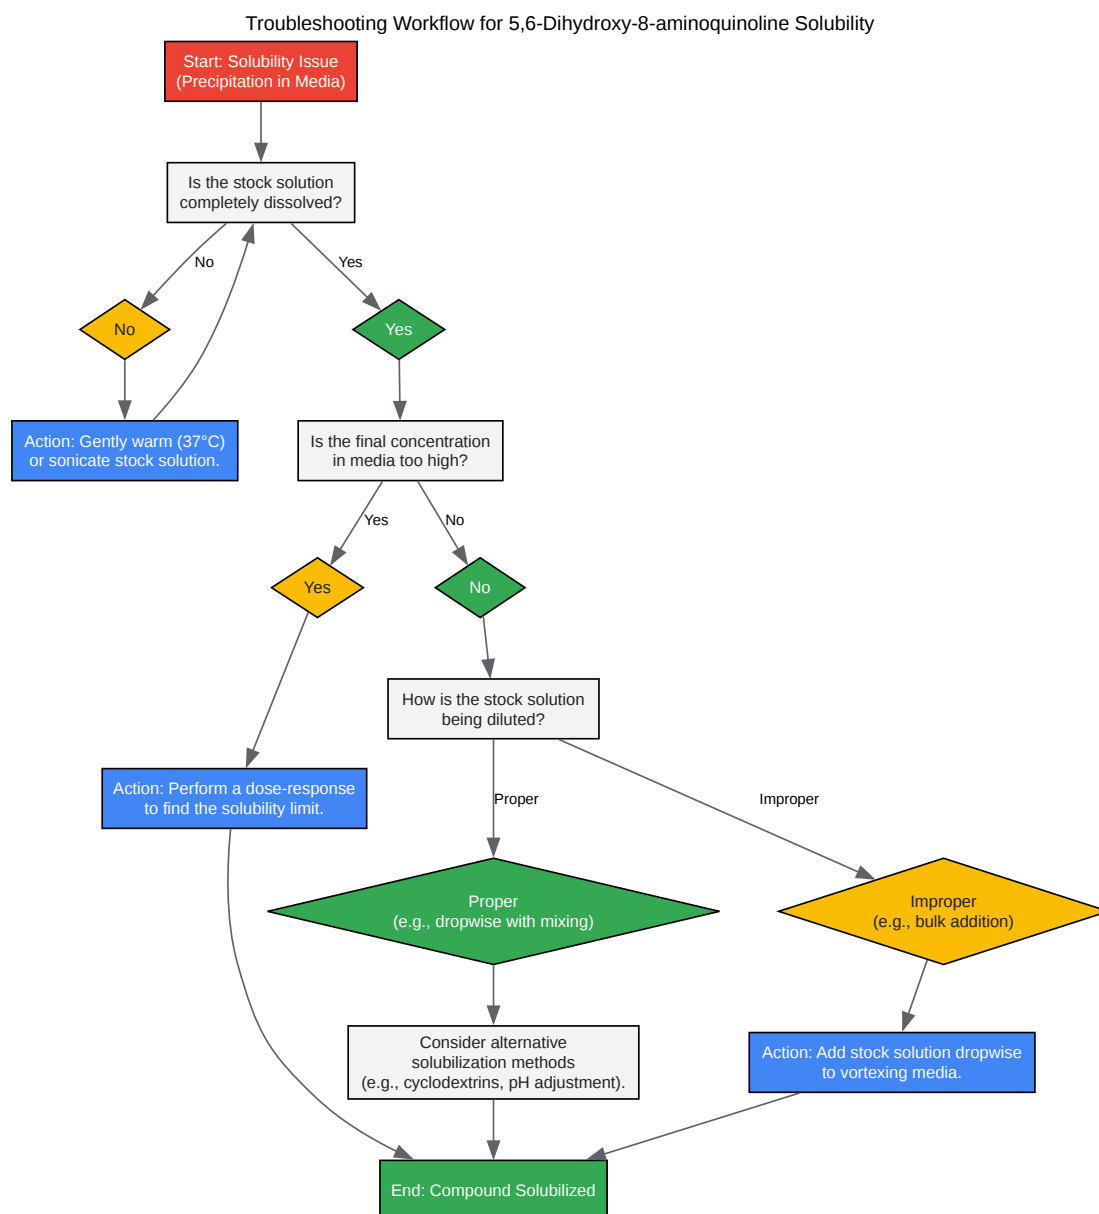 Troubleshooting Workflow for 5,6-Dihydroxy-8-aminoquinoline Solubility
Start: Solubility Issue
(Precipitation in Media)
Is the stock solution
completely dissolved?
No
Yes
No
Yes
Action: Gently warm (37°C)
or sonicate stock solution.
Is the final concentration
in media too high?
Yes
No
Yes
No
How is the stock solution
being diluted?
Action: Perform a dose-response
to find the solubility limit.
Proper
Improper
Proper
(e.g., dropwise with mixing)
Improper
(e.g., bulk addition)
Consider alternative
solubilization methods
(e.g., cyclodextrins, pH adjustment).
Action: Add stock solution dropwise
to vortexing media.
End: Compound Solubilized